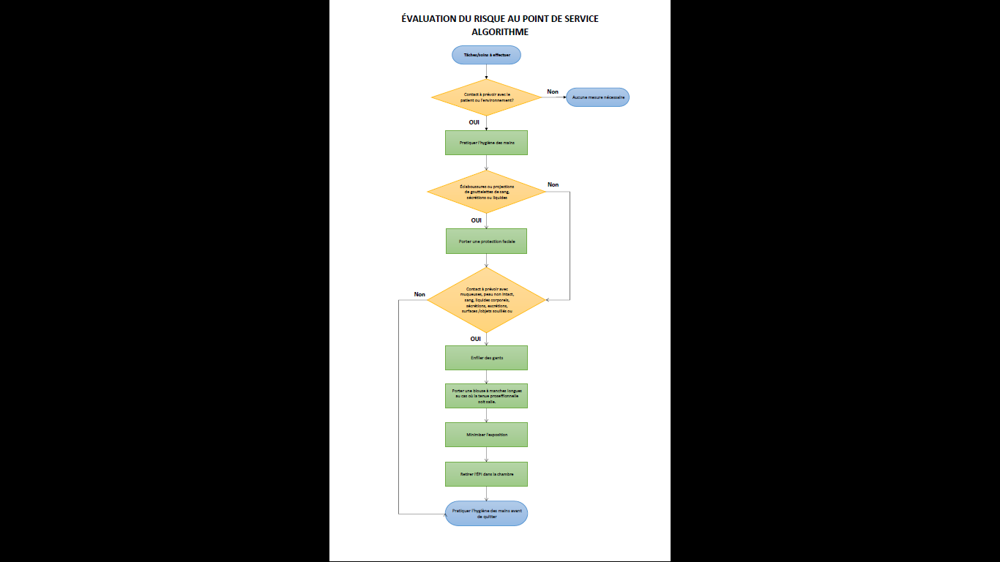 ÉVALUATION DU RISQUE AU POINT DE SERVICE
ALGORITHME
Tâches/soins à effectuer
Contact à prévoir avec le
patient ou l'environnement?
Non
Aucune mesure nécessaire
OUI
Pratiquer l'hygiène des mains
Éclaboussures ou projections
de gouttelettes de sang,
sécrétions ou liquides
Non
OUI
Porter une protection faciale
Contact à prévoir avec
muqueuses, peau non intact,
sang, liquides corporels,
sécrétions, excrétions,
surfaces /objets souillés ou
Non
OUI
Enfiler des gants
Porter une blouse à manches longues
au cas où la tenue proseffionnelle
soit salie.
Minimiser l'exposition
Retirer l'ÉPI dans la chambre
Pratiquer l'hygiène des mains avant
de quitter